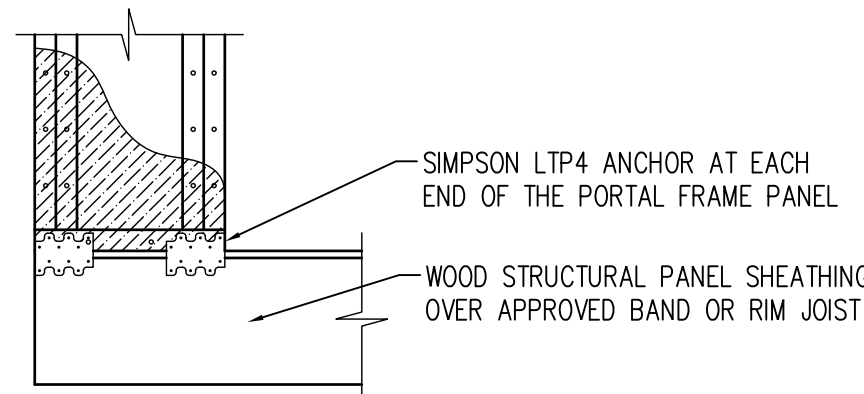 SIMPSON LTP4 ANCHOR AT EACH
END OF THE PORTAL FRAME PANEL
WOOD STRUCTURAL PANEL SHEATHING
OVER APPROVED BAND OR RIM JOIST